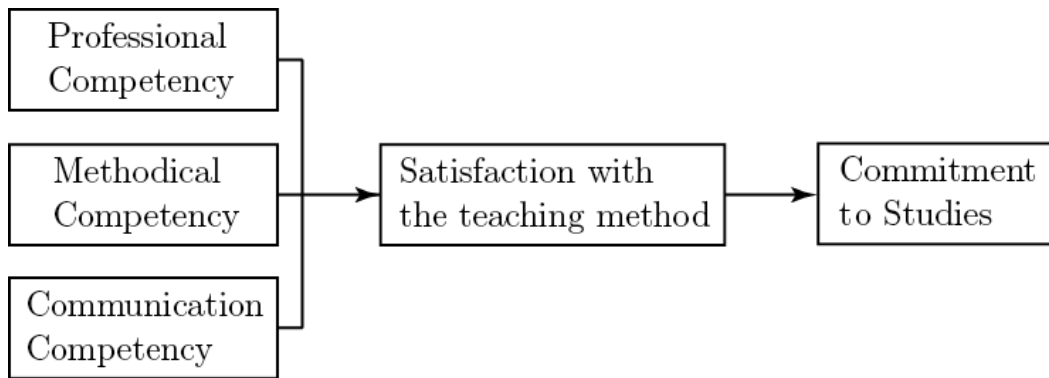 Professional
Competency
Methodical
Competency
Communication
Competency
Satisfaction with
the teaching method
Commitment
to Studies